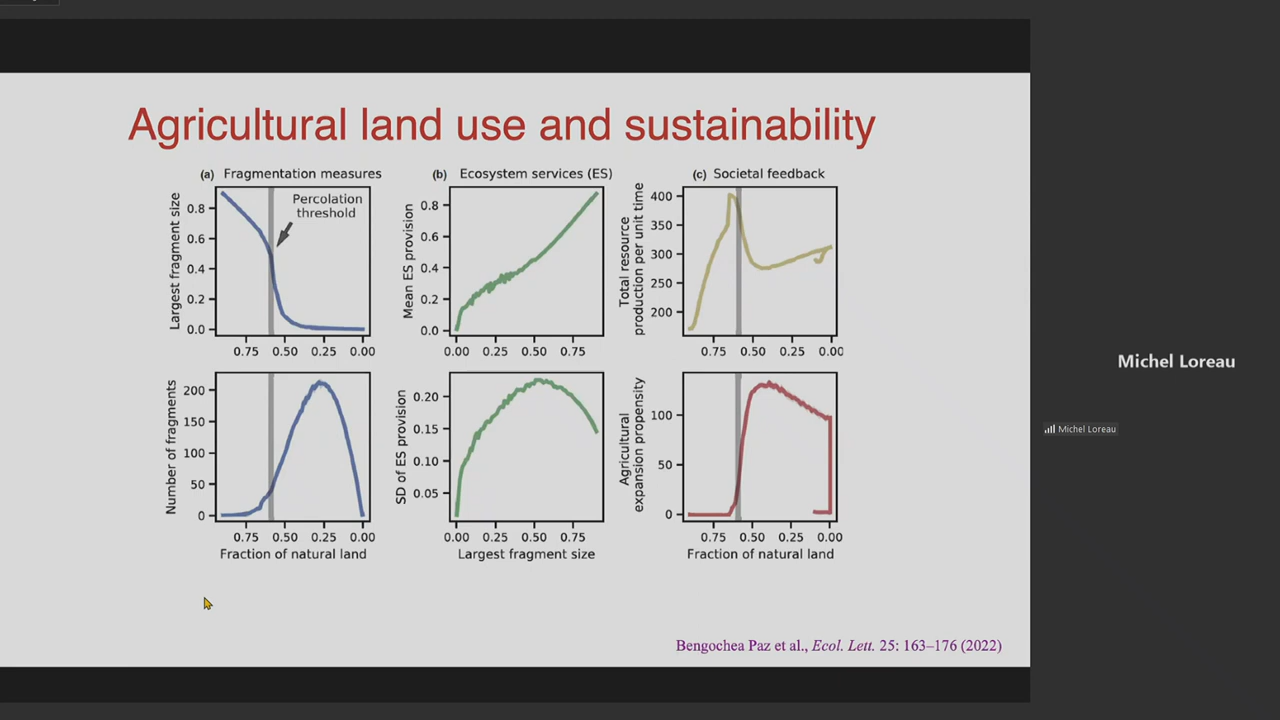 Agricultural land use and sustainability
(a) Fragmentation measures
Largest fragment size
0.8
0.6
0.4
0.2
0.0
Percolation
threshold
0.75 0.50 0.25 0.00
Number of fragments
200
150
100
50
0
0.75 0.50 0.25 0.00
Fraction of natural land
(b) Ecosystem services (ES)
Mean ES provision
0.8
0.6
0.4
0.2
0.0
0.00 0.25 0.50 0.75
SD of ES provision
0.20
0.15
0.10
0.05
0.00 0.25 0.50 0.75
Largest fragment size
(c) Societal feedback
Total resource
production per unit time
400
350
300
250
200
0.75 0.50 0.25 0.00
Agricultural
expansion propensity
100
50
0
0.75 0.50 0.25 0.00
Fraction of natural land
Bengochea Paz et al., Ecol. Lett. 25: 163–176 (2022)
Michel Loreau
Michel Loreau